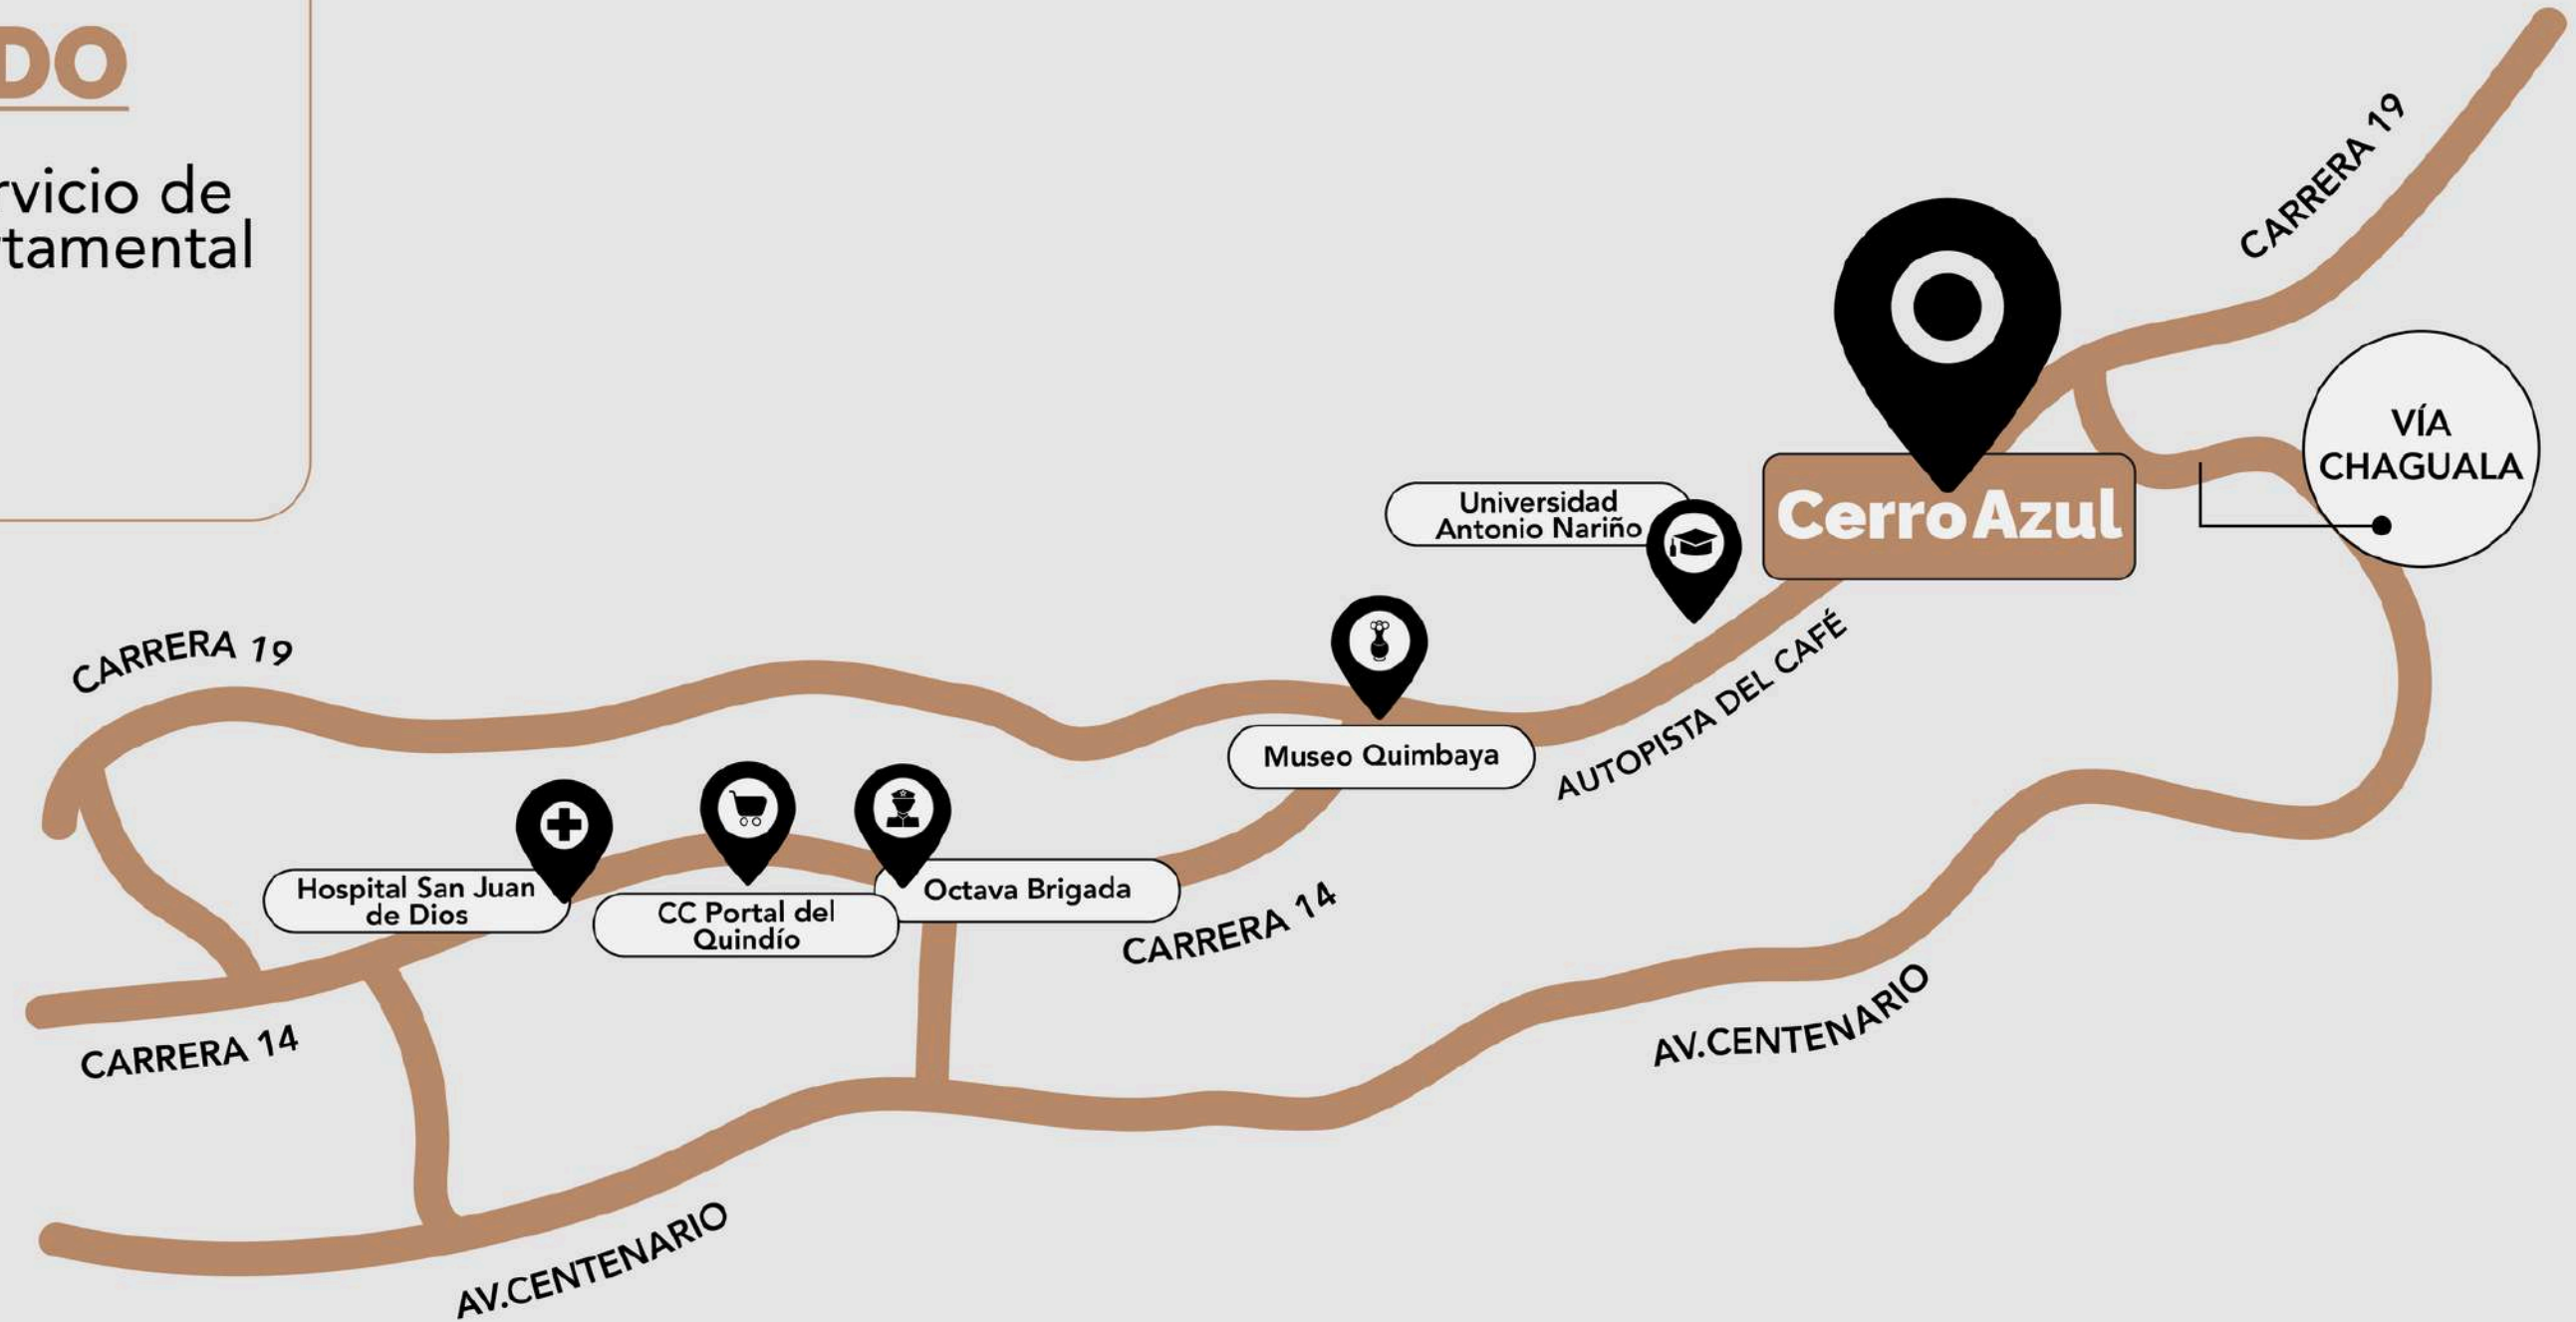 DO
rvicio de
tamental
CARRERA 19
VÍA
CHAGUALA
Universidad
Antonio Nariño
CerroAzul
CARRERA 19
Museo Quimbaya
AUTOPISTA DEL CAFÉ
Hospital San Juan
de Dios
CC Portal del
Quindío
Octava Brigada
CARRERA 14
CARRERA 14
AV.CENTENARIO
AV.CENTENARIO